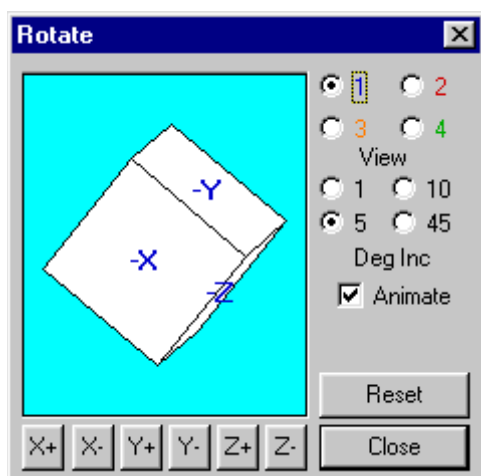 Rotate
1 2
3 4
View
1 10
5 45
Deg Inc
Animate
-Y
-X
-Z
Reset
X+ X- Y+ Y- Z+ Z- Close